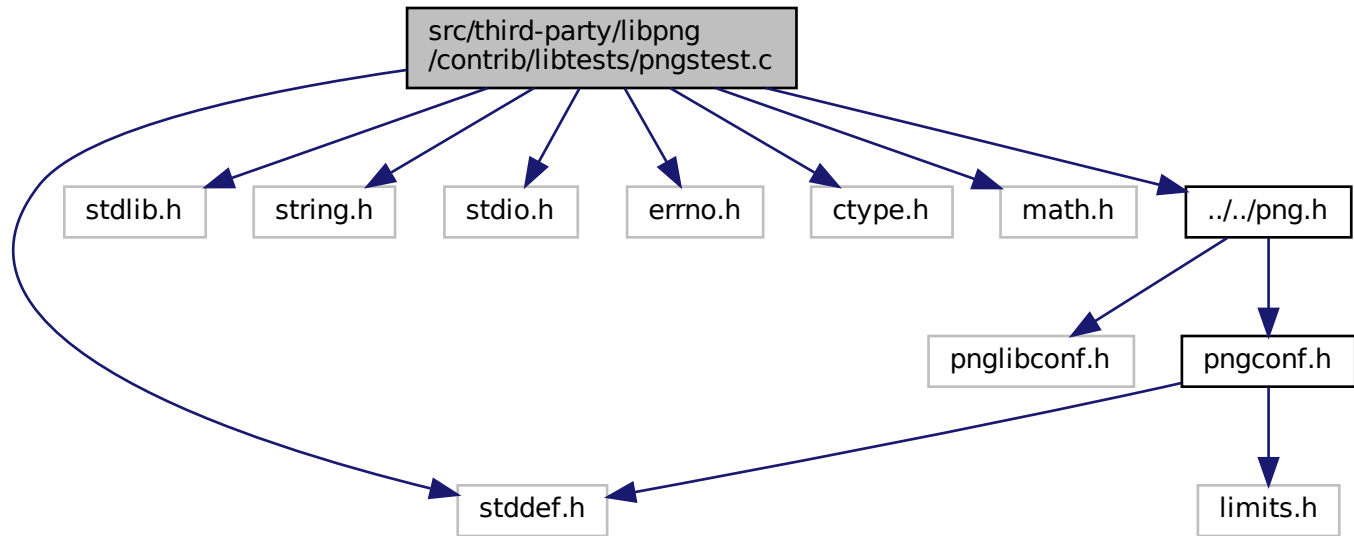 src/third-party/libpng
/contrib/libtests/pngstest.c
stdlib.h
string.h
stdio.h
errno.h
ctype.h
math.h
../../png.h
pnglibconf.h
pngconf.h
stddef.h
limits.h